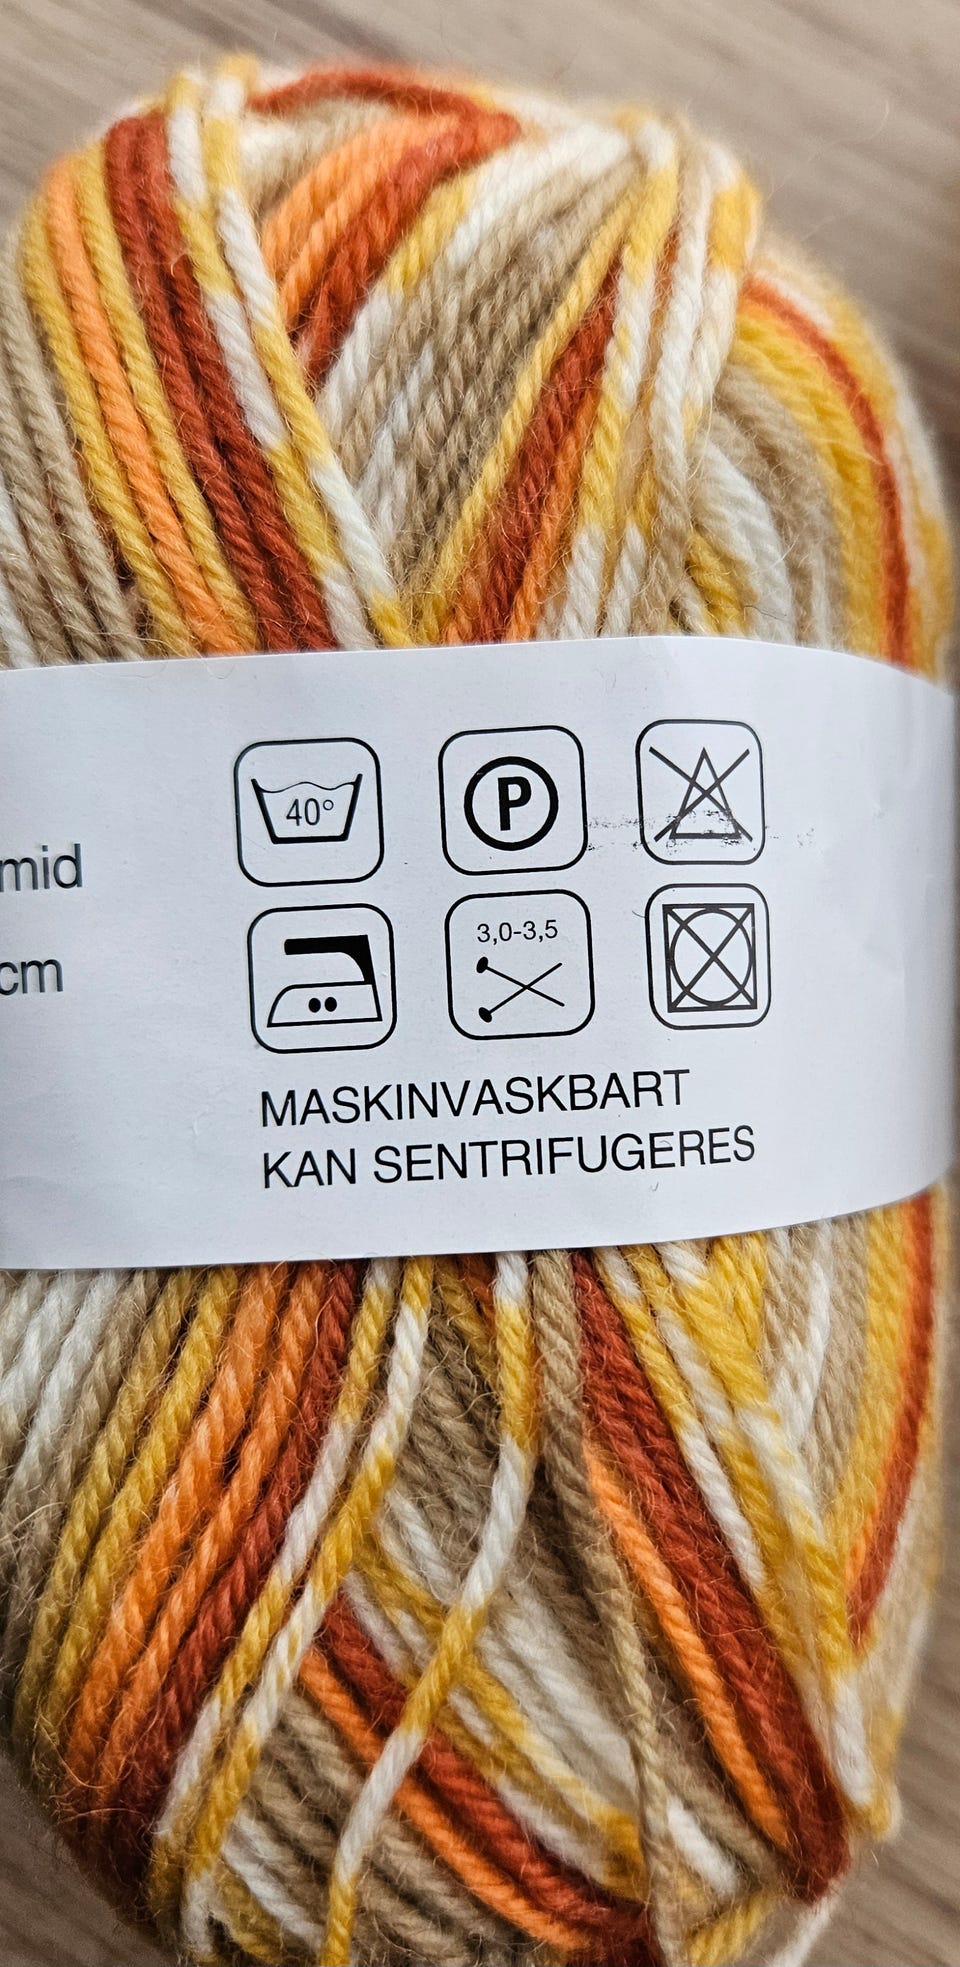 40°
P
mid
3,0-3,5
cm
MASKINVASKBART
KAN SENTRIFUGERES